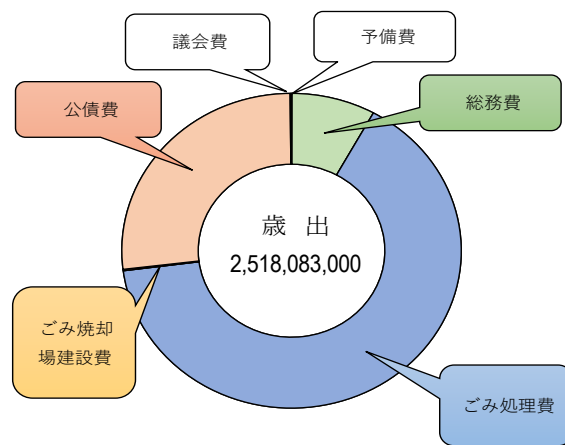 議会費
予備費
公債費
総務費
歳 出
2,518,083,000
ごみ焼却
場建設費
ごみ処理費